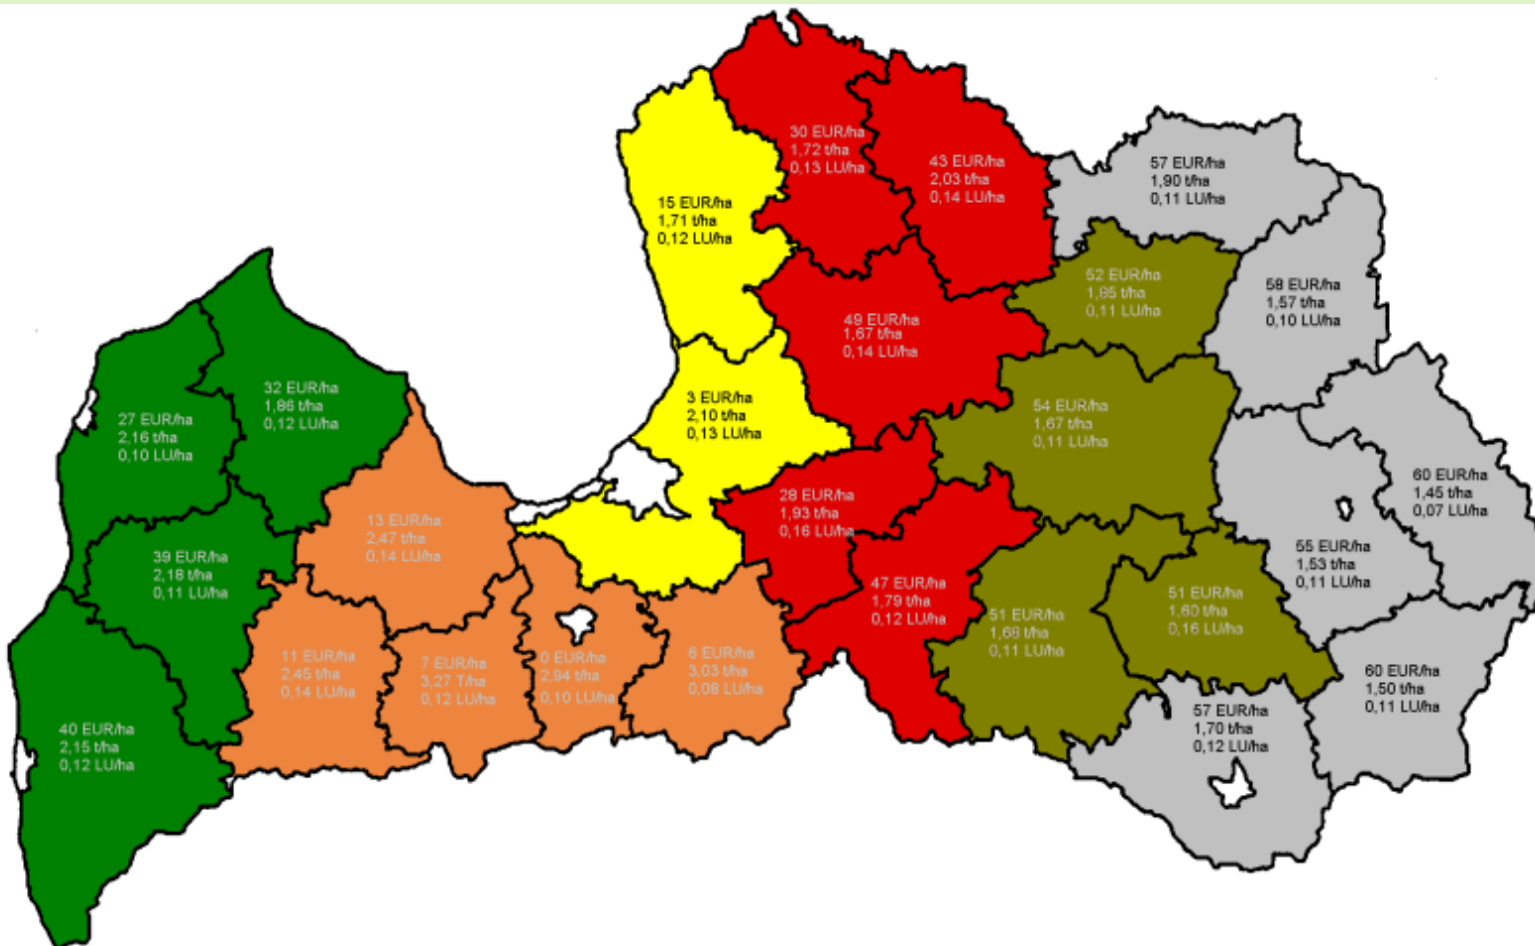 30 EUR/ha
1,72 t/ha
0,13 LU/ha
43 EUR/ha
2,03 t/ha
0,14 LU/ha
57 EUR/ha
1,90 t/ha
0,11 LU/ha
15 EUR/ha
1,71 t/ha
0,12 LU/ha
52 EUR/ha
1,85 t/ha
0,11 LU/ha
58 EUR/ha
1,57 t/ha
0,10 LU/ha
49 EUR/ha
1,67 t/ha
0,14 LU/ha
32 EUR/ha
1,86 t/ha
0,12 LU/ha
3 EUR/ha
2,10 t/ha
0,13 LU/ha
54 EUR/ha
1,67 t/ha
0,11 LU/ha
27 EUR/ha
2,16 t/ha
0,10 LU/ha
60 EUR/ha
1,45 t/ha
0,07 LU/ha
28 EUR/ha
1,93 t/ha
0,16 LU/ha
13 EUR/ha
2,47 t/ha
0,14 LU/ha
55 EUR/ha
1,53 t/ha
0,11 LU/ha
39 EUR/ha
2,18 t/ha
0,11 LU/ha
47 EUR/ha
1,79 t/ha
0,12 LU/ha
51 EUR/ha
1,60 t/ha
0,16 LU/ha
51 EUR/ha
1,68 t/ha
0,11 LU/ha
11 EUR/ha
2,45 t/ha
0,14 LU/ha
7 EUR/ha
3,27 T/ha
0,12 LU/ha
0 EUR/ha
2,94 t/ha
0,10 LU/ha
6 EUR/ha
3,03 t/ha
0,08 LU/ha
60 EUR/ha
1,50 t/ha
0,11 LU/ha
57 EUR/ha
1,70 t/ha
0,12 LU/ha
40 EUR/ha
2,15 t/ha
0,12 LU/ha